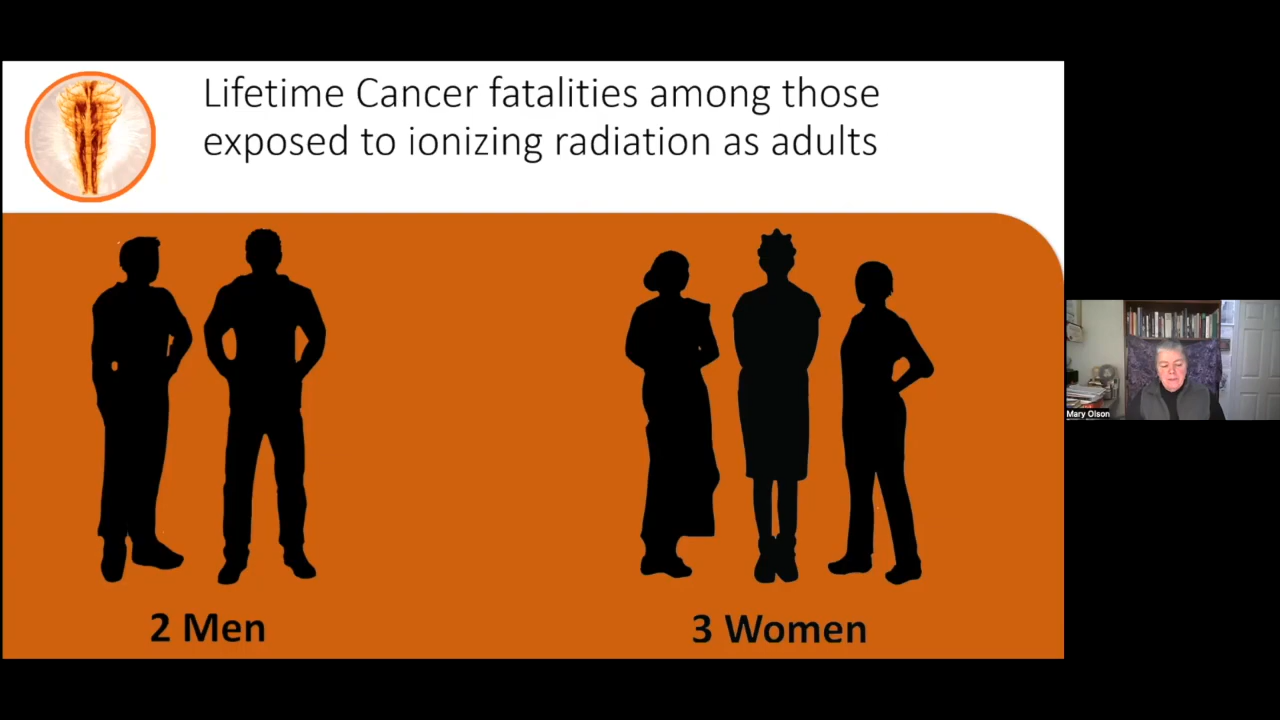 Lifetime Cancer fatalities among those
exposed to ionizing radiation as adults
2 Men
3 Women
Mary Olson